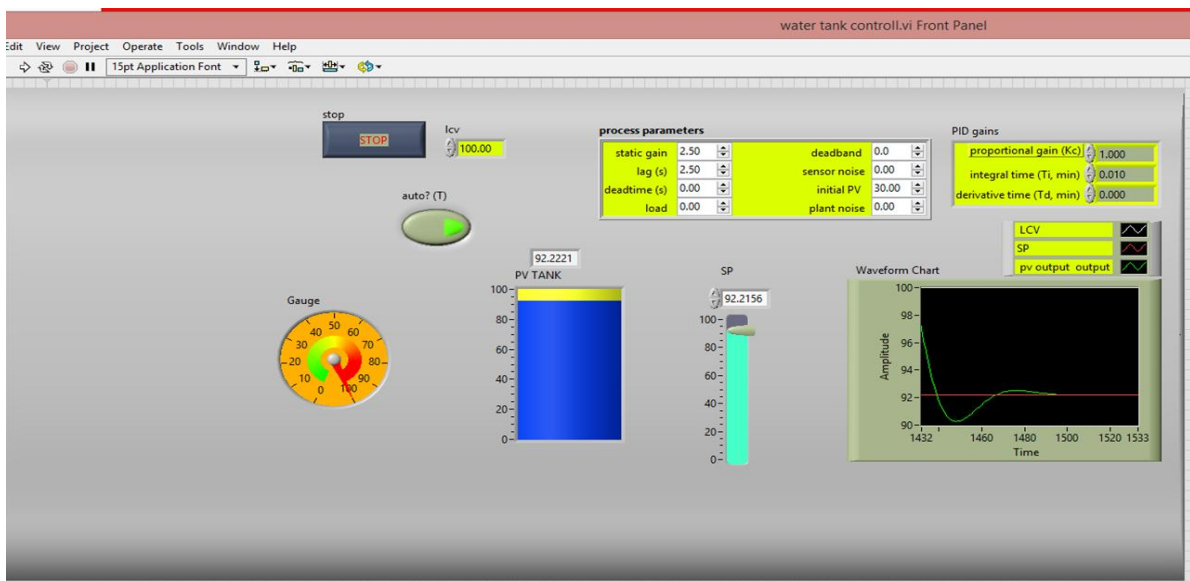 water tank controll.vi Front Panel
Edit View Project Operate Tools Window Help
15pt Application Font
stop
STOP
lcv
100.00
auto? (T)
process parameters
static gain 2.50 deadband 0.0
lag (s) 2.50 sensor noise 0.00
deadtime (s) 0.00 initial PV 30.00
load 0.00 plant noise 0.00
PID gains
proportional gain (Kc) 1.000
integral time (Ti, min) 0.010
derivative time (Td, min) 0.000
LCV
SP
pv output output
Gauge
0 10 20 30 40 50 60 70 80 90 100
92.2221
PV TANK
100
80
60
40
20
0
SP
92.2156
100
80
60
40
20
0
Waveform Chart
Amplitude
100
98
96
94
92
90
1432 1460 1480 1500 1520 1533
Time